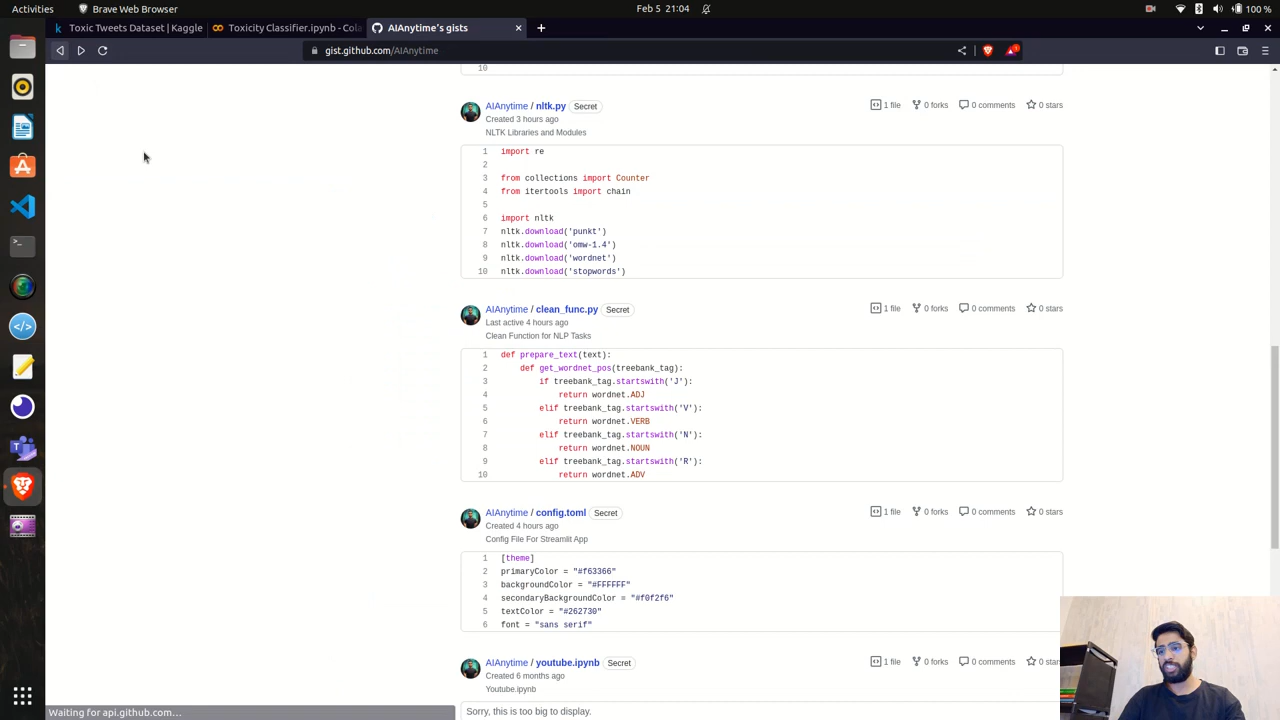 Feb 5 21:04
Toxic Tweets Dataset | Kaggle
Toxicity Classifier.ipynb - Cola
AIAnytime's gists
gist.github.com/AIAnytime
10
AIAnytime / nltk.py Secret
1 file 0 forks 0 comments 0 stars
Created 3 hours ago
NLTK Libraries and Modules
1 import re
2
3 from collections import Counter
4 from itertools import chain
5
6 import nltk
7 nltk.download('punkt')
8 nltk.download('omw-1.4')
9 nltk.download('wordnet')
10 nltk.download('stopwords')
AIAnytime / clean_func.py Secret
1 file 0 forks 0 comments 0 stars
Last active 4 hours ago
Clean Function for NLP Tasks
1 def prepare_text(text):
2 def get_wordnet_pos(treebank_tag):
3 if treebank_tag.startswith('J'):
4 return wordnet.ADJ
5 elif treebank_tag.startswith('V'):
6 return wordnet.VERB
7 elif treebank_tag.startswith('N'):
8 return wordnet.NOUN
9 elif treebank_tag.startswith('R'):
10 return wordnet.ADV
AIAnytime / config.toml Secret
1 file 0 forks 0 comments 0 stars
Created 4 hours ago
Config File For Streamlit App
1 [theme]
2 primaryColor = "#f63366"
3 backgroundColor = "#FFFFFF"
4 secondaryBackgroundColor = "#f0f2f6"
5 textColor = "#262730"
6 font = "sans serif"
AIAnytime / youtube.ipynb Secret
1 file 0 forks 0 comments 0 star
Created 6 months ago
Youtube.ipynb
Sorry, this is too big to display.
Waiting for api.github.com...